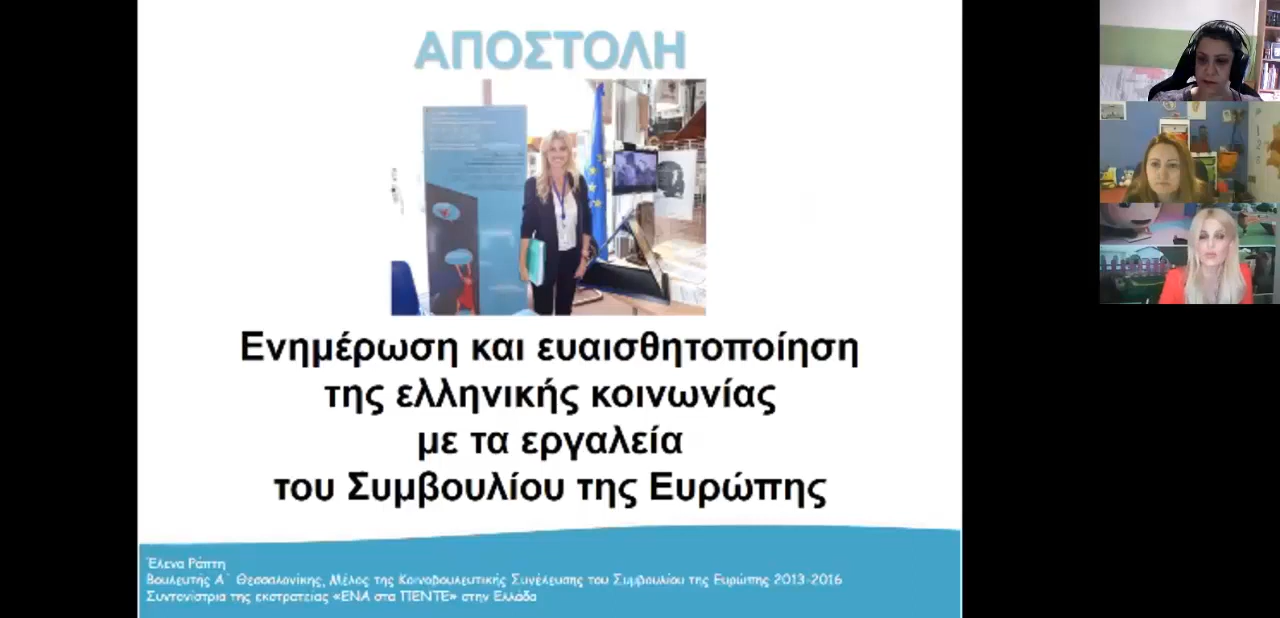 ΑΠΟΣΤΟΛΗ
Ενημέρωση και ευαισθητοποίηση
της ελληνικής κοινωνίας
με τα εργαλεία
του Συμβουλίου της Ευρώπης
Έλενα Ράπτη
Βουλευτής Α΄ Θεσσαλονίκης, Μέλος της Κοινοβουλευτικής Συνέλευσης του Συμβουλίου της Ευρώπης 2013-2016
Συντονίστρια της εκστρατείας «ΕΝΑ στα ΠΕΝΤΕ» στην Ελλάδα